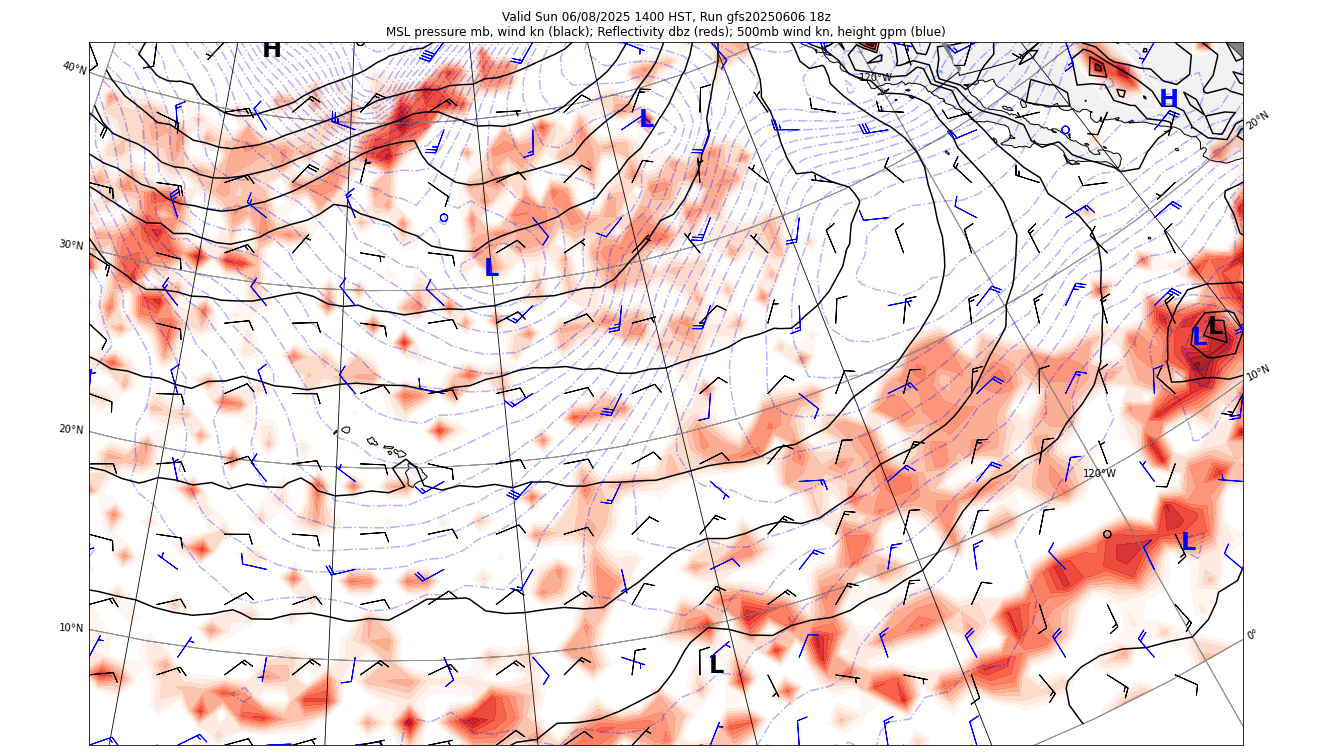 Valid Sun 06/08/2025 1400 HST, Run gfs20250606 18z
MSL pressure mb, wind kn (black); Reflectivity dbz (reds); 500mb wind kn, height gpm (blue)
H
40°N
120°W
H
L
20°N
30°N
L
L
L
10°N
20°N
120°W
L
10°N
0°
L